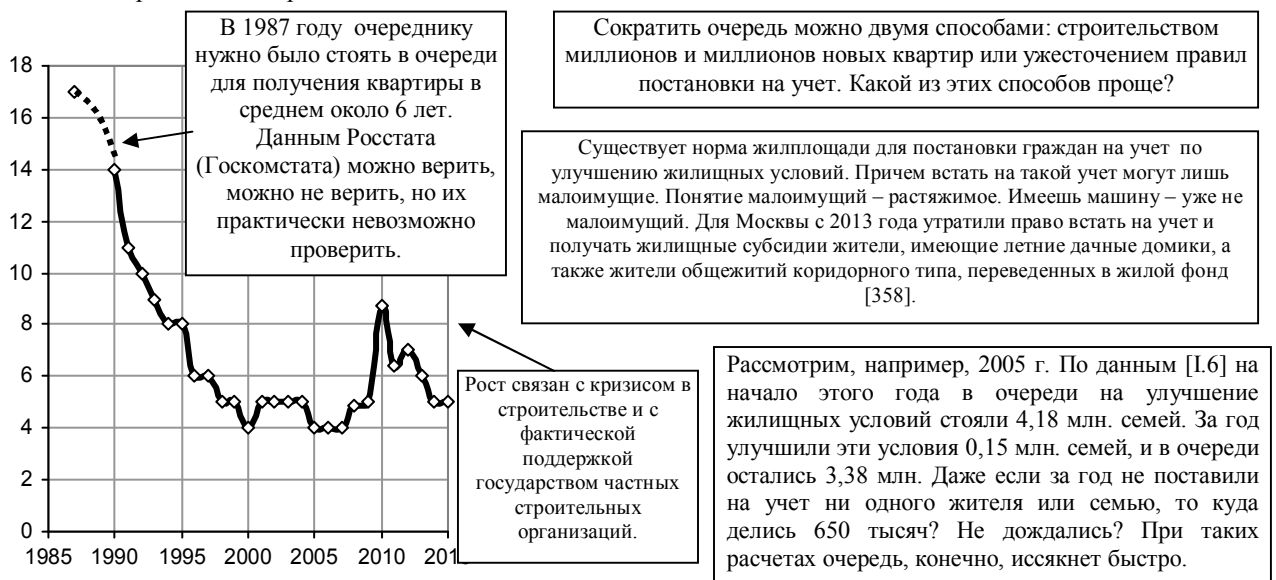 В 1987 году очереднику
нужно было стоять в очереди
для получения квартиры в
среднем около 6 лет.
Данным Росстата
(Госкомстата) можно верить,
можно не верить, но их
практически невозможно
проверить.
Сократить очередь можно двумя способами: строительством
миллионов и миллионов новых квартир или ужесточением правил
постановки на учет. Какой из этих способов проще?
Существует норма жилплощади для постановки граждан на учет по
улучшению жилищных условий. Причем встать на такой учет могут лишь
малоимущие. Понятие малоимущий – растяжимое. Имеешь машину – уже не
малоимущий. Для Москвы с 2013 года утратили право встать на учет и
получать жилищные субсидии жители, имеющие летние дачные домики, а
также жители общежитий коридорного типа, переведенных в жилой фонд
[358].
Рост связан с кризисом в
строительстве и с
фактической
поддержкой
государством частных
строительных
организаций.
Рассмотрим, например, 2005 г. По данным [I.6] на
начало этого года в очереди на улучшение
жилищных условий стояли 4,18 млн. семей. За год
улучшили эти условия 0,15 млн. семей, и в очереди
остались 3,38 млн. Даже если за год не поставили
на учет ни одного жителя или семью, то куда
делись 650 тысяч? Не дождались? При таких
расчетах очередь, конечно, иссякнет быстро.
18
16
14
12
10
8
6
4
2
0
1985 1990 1995 2000 2005 2010 201